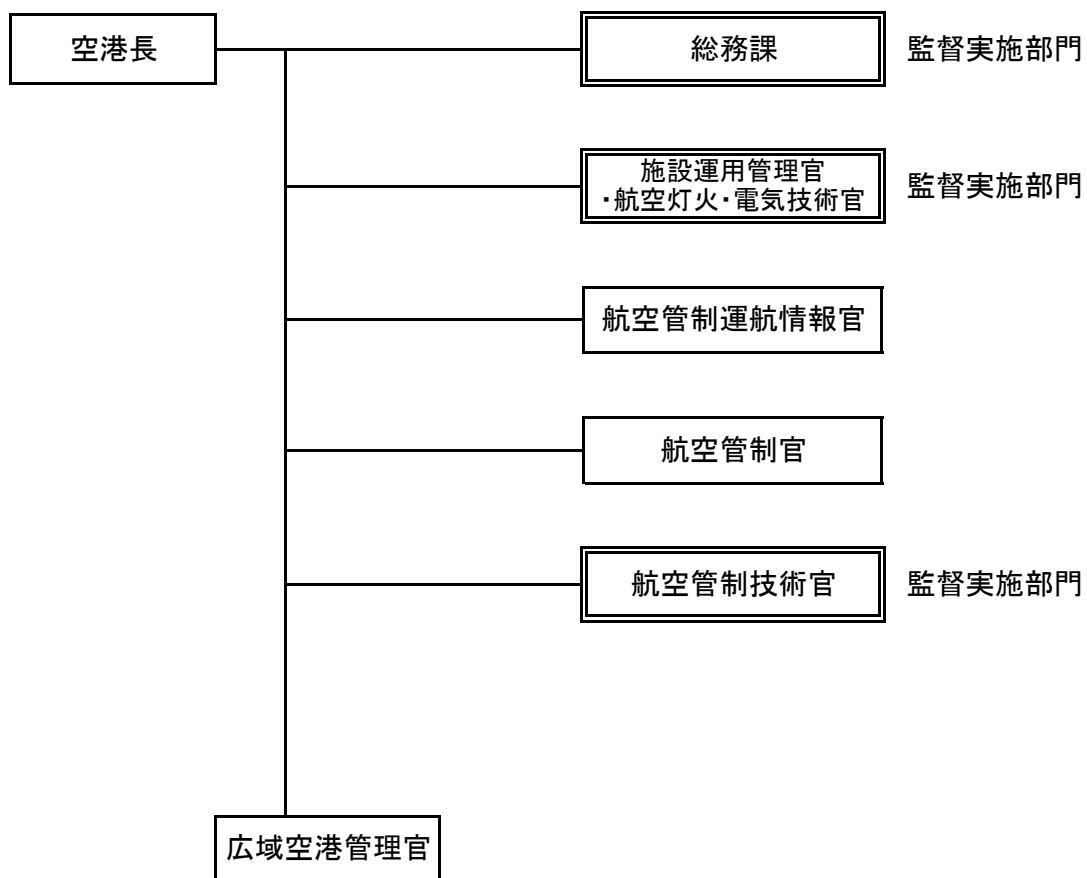 空港長
総務課
監督実施部門
施設運用管理官
・航空灯火・電気技術官
監督実施部門
航空管制運航情報官
航空管制官
航空管制技術官
監督実施部門
広域空港管理官